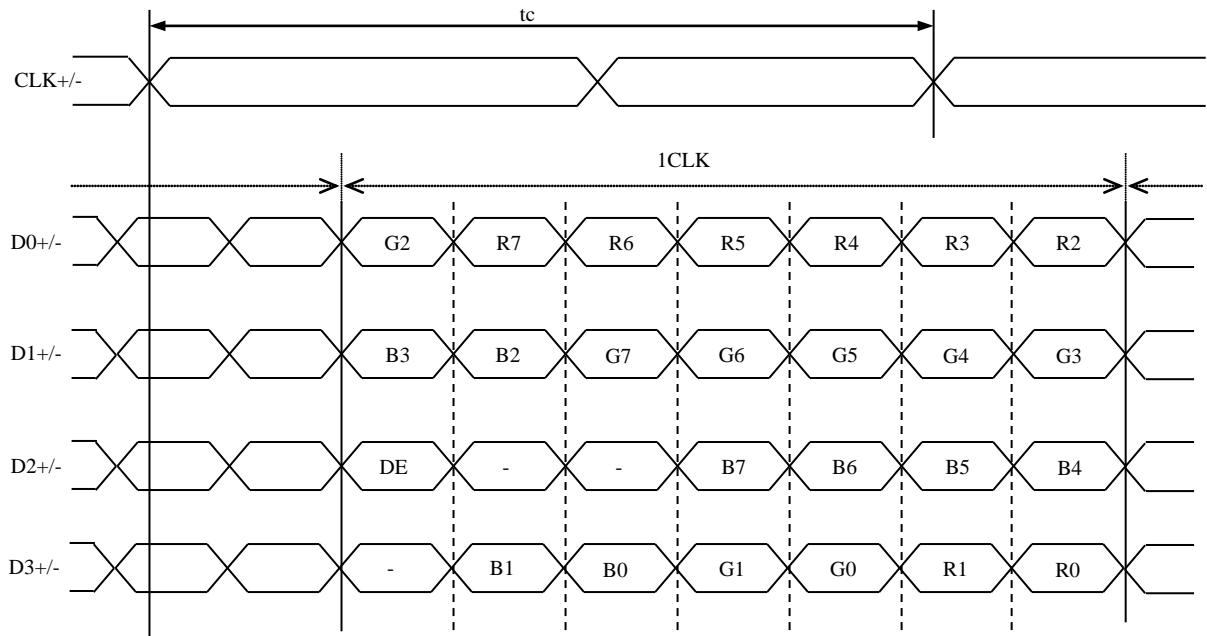 tc
CLK+/-
1CLK
D0+/- G2 R7 R6 R5 R4 R3 R2
D1+/- B3 B2 G7 G6 G5 G4 G3
D2+/- DE - - B7 B6 B5 B4
D3+/- - B1 B0 G1 G0 R1 R0